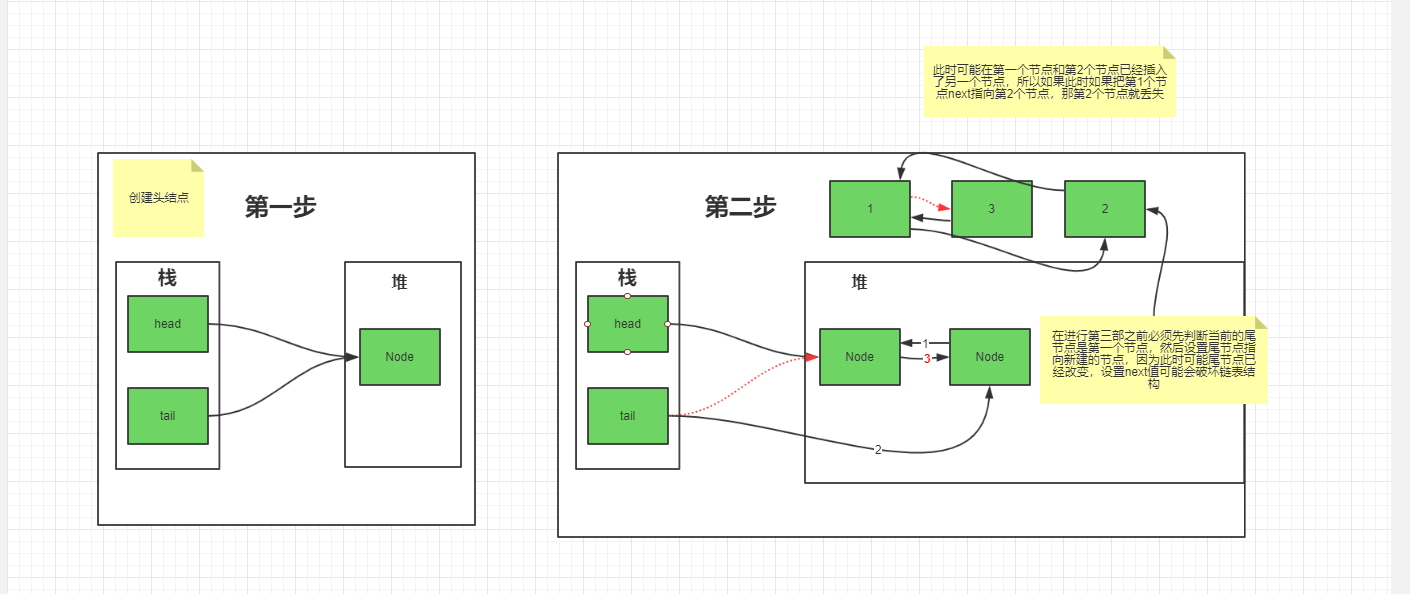 此时可能在第一个节点和第2个节点已经插入
了另一个节点，所以如果此时如果把第1个节
点next指向第2个节点，那第2个节点就丢失
创建头结点
第一步
栈
head
tail
堆
Node
第二步
1
3
2
栈
head
tail
堆
Node
1
3
Node
2
在进行第三部之前必须先判断当前的尾
节点是第一个节点，然后设置尾节点指
向新建的节点，因为此时可能尾节点已
经改变，设置next值可能会破坏链表结
构